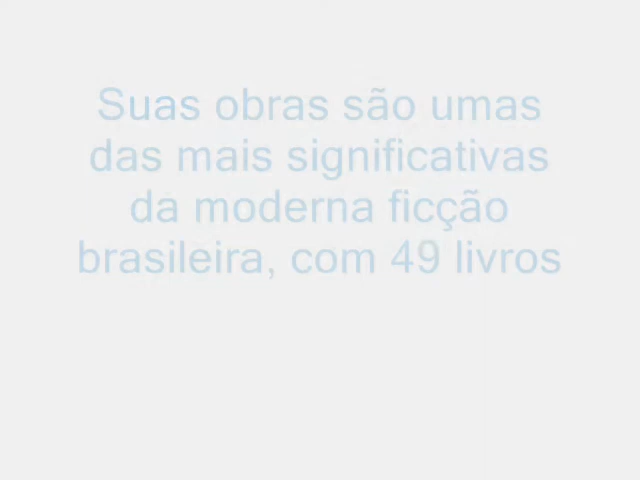 Suas obras são umas
das mais significativas
da moderna ficção
brasileira, com 49 livros